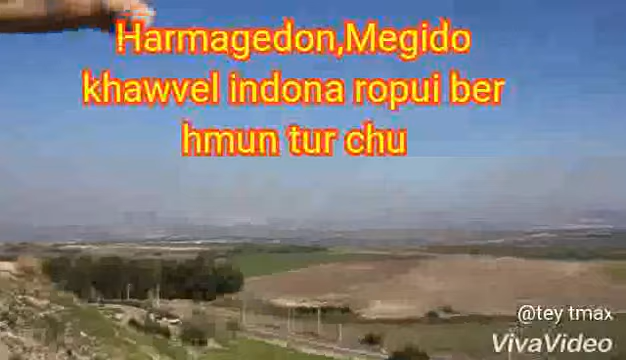 Harmagedon,Megido
khawvel indona ropui ber
hmun tur chu
@tey tmax
VivaVideo